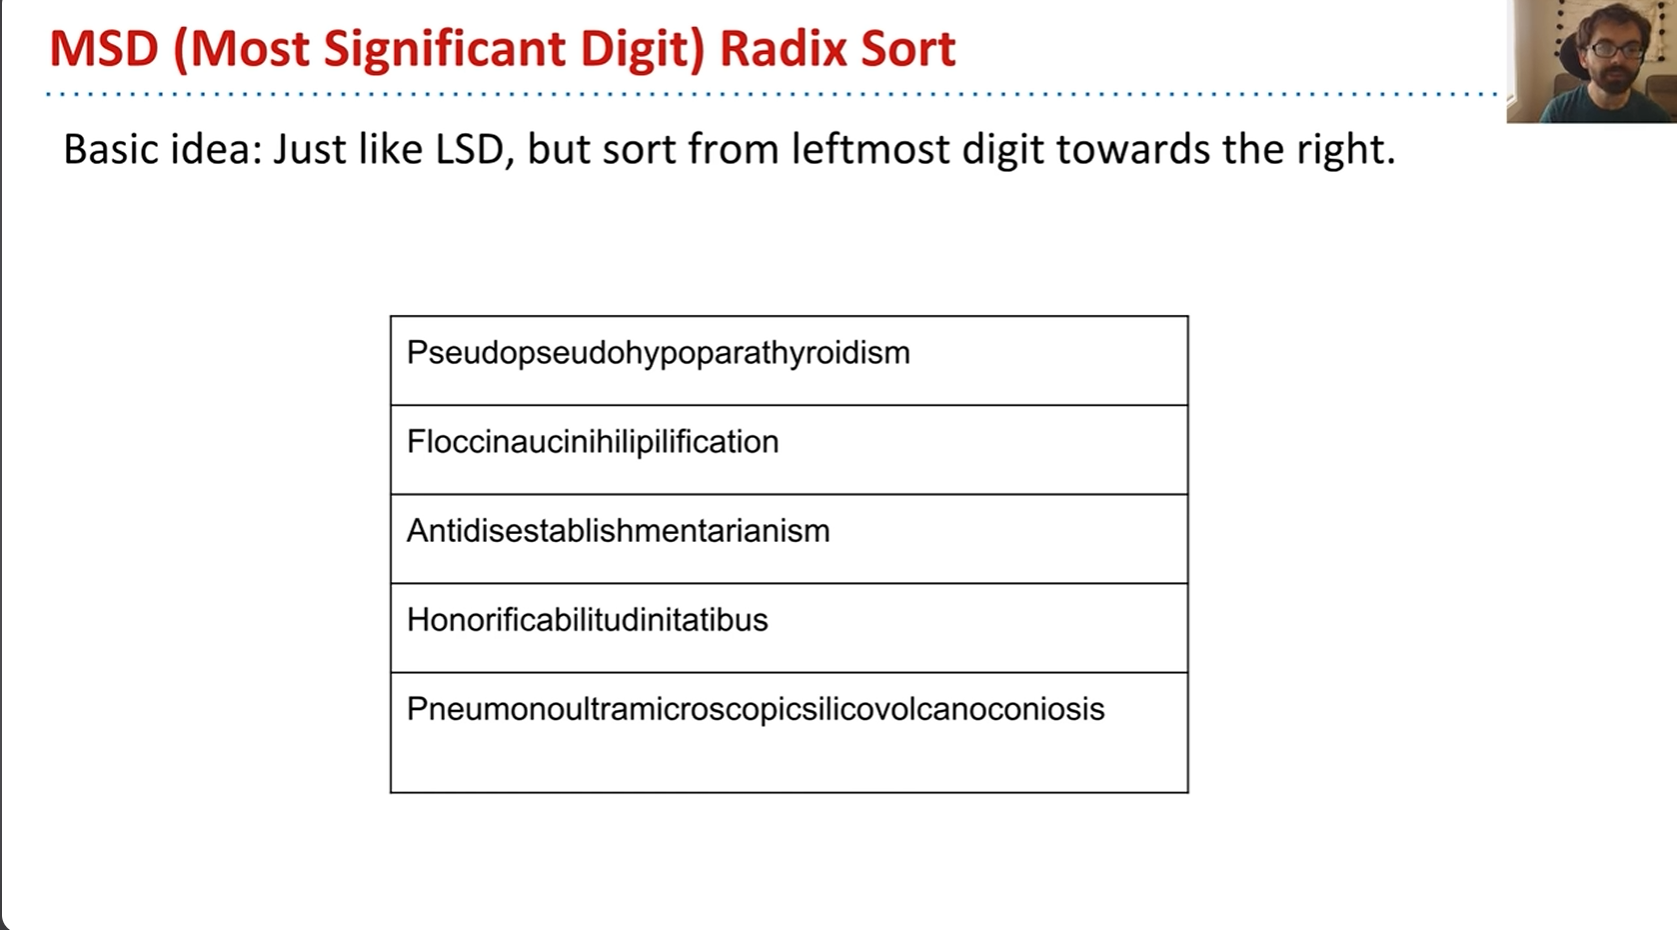 MSD (Most Significant Digit) Radix Sort
Basic idea: Just like LSD, but sort from leftmost digit towards the right.
Pseudopseudohypoparathyroidism
Floccinaucinihilipilification
Antidisestablishmentarianism
Honorificabilitudinitatibus
Pneumonoultramicroscopicsilicovolcanoconiosis